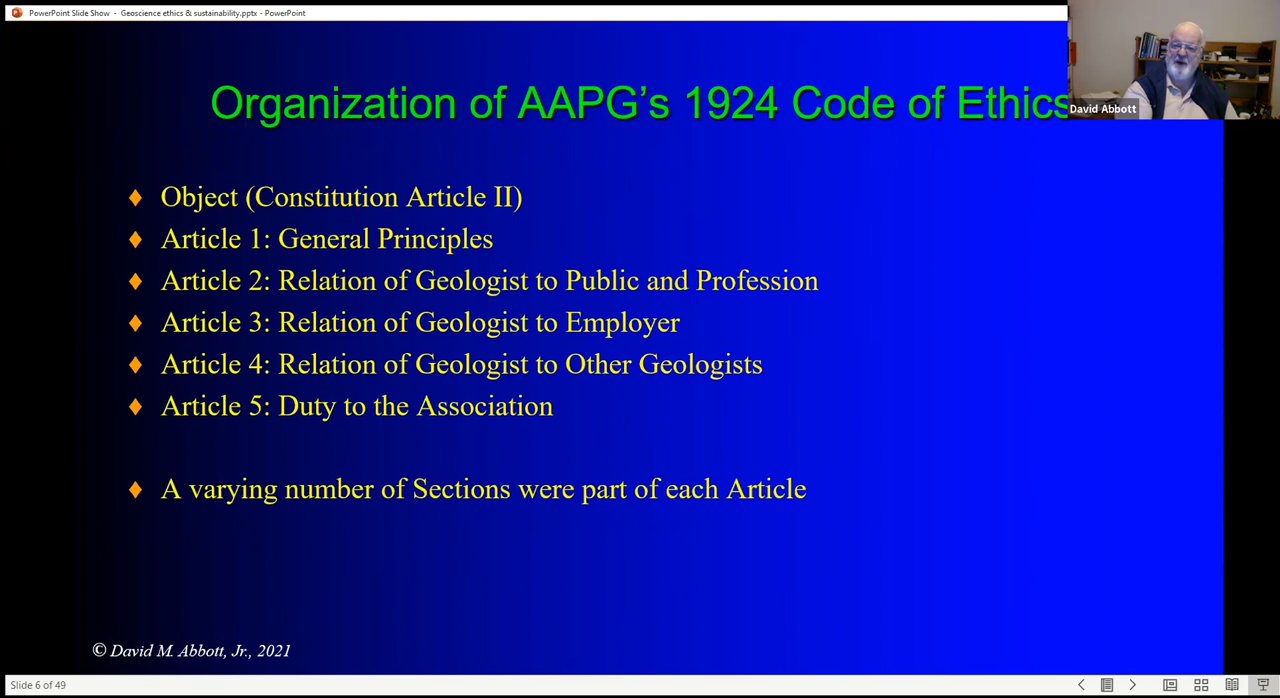 PowerPoint Slide Show - Geoscience ethics & sustainability.pptx - PowerPoint
David Abbott
Organization of AAPG's 1924 Code of Ethics
Object (Constitution Article II)
Article 1: General Principles
Article 2: Relation of Geologist to Public and Profession
Article 3: Relation of Geologist to Employer
Article 4: Relation of Geologist to Other Geologists
Article 5: Duty to the Association
A varying number of Sections were part of each Article
© David M. Abbott, Jr., 2021
Slide 6 of 49